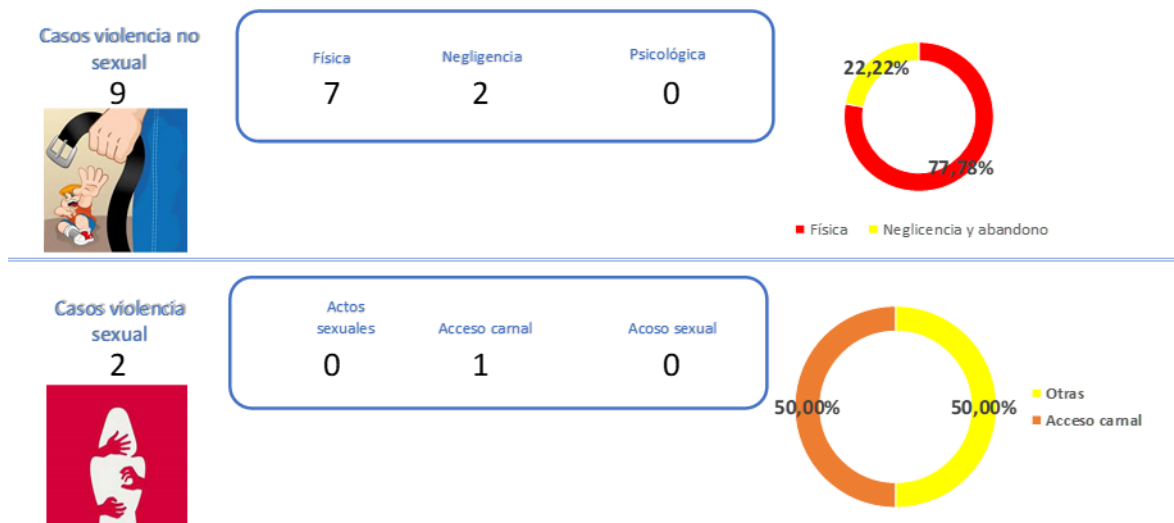 Casos violencia no
sexual
9
Física
Negligencia
Psicológica
7
2
0
22,22%
77,78%
Física
Neglicencia y abandono
Casos violencia
sexual
2
Actos
sexuales
Acceso carnal
Acoso sexual
0
1
0
50,00%
50,00%
Otras
Acceso carnal